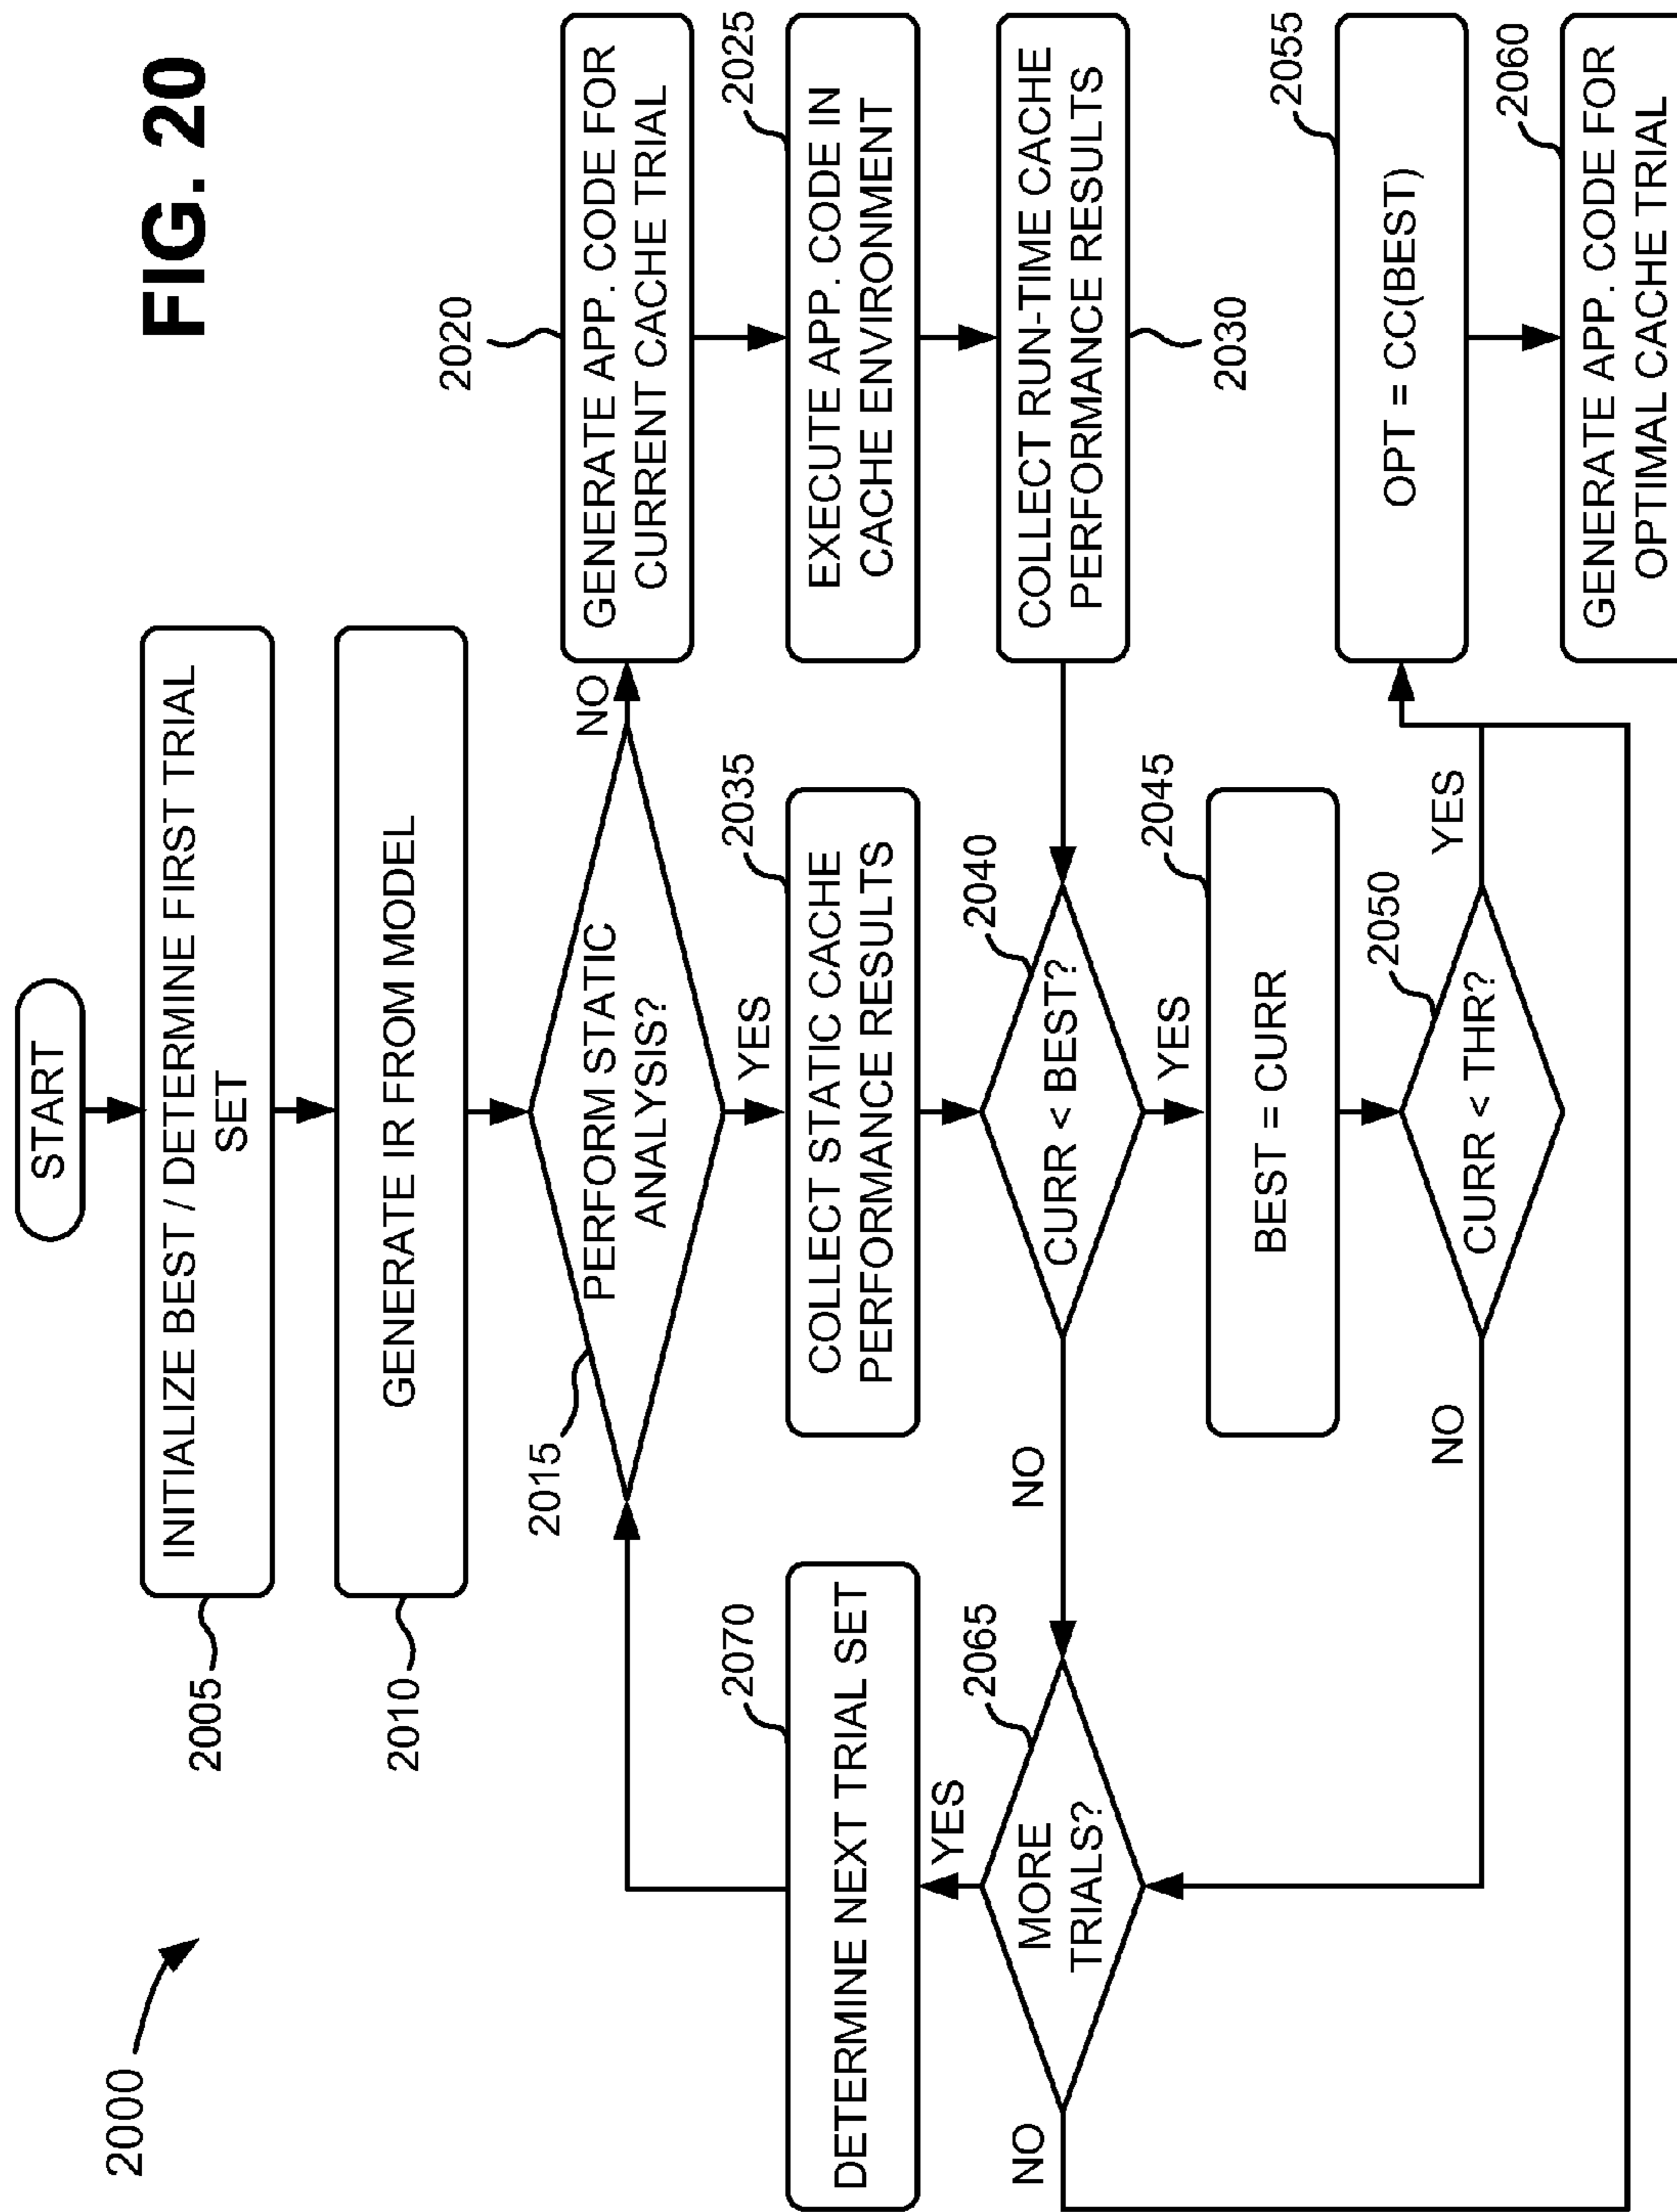 FIG. 20
2000
START
INITIALIZE BEST / DETERMINE FIRST TRIAL
SET
2005
GENERATE IR FROM MODEL
2010
PERFORM STATIC
ANALYSIS?
2015
NO
YES
GENERATE APP. CODE FOR
CURRENT CACHE TRIAL
2020
EXECUTE APP. CODE IN
CACHE ENVIRONMENT
2025
COLLECT RUN-TIME CACHE
PERFORMANCE RESULTS
2030
COLLECT STATIC CACHE
PERFORMANCE RESULTS
2035
CURR < BEST?
2040
NO
YES
BEST = CURR
2045
CURR < THR?
2050
NO
YES
OPT = CC(BEST)
2055
GENERATE APP. CODE FOR
OPTIMAL CACHE TRIAL
2060
MORE
TRIALS?
2065
NO
YES
DETERMINE NEXT TRIAL SET
2070